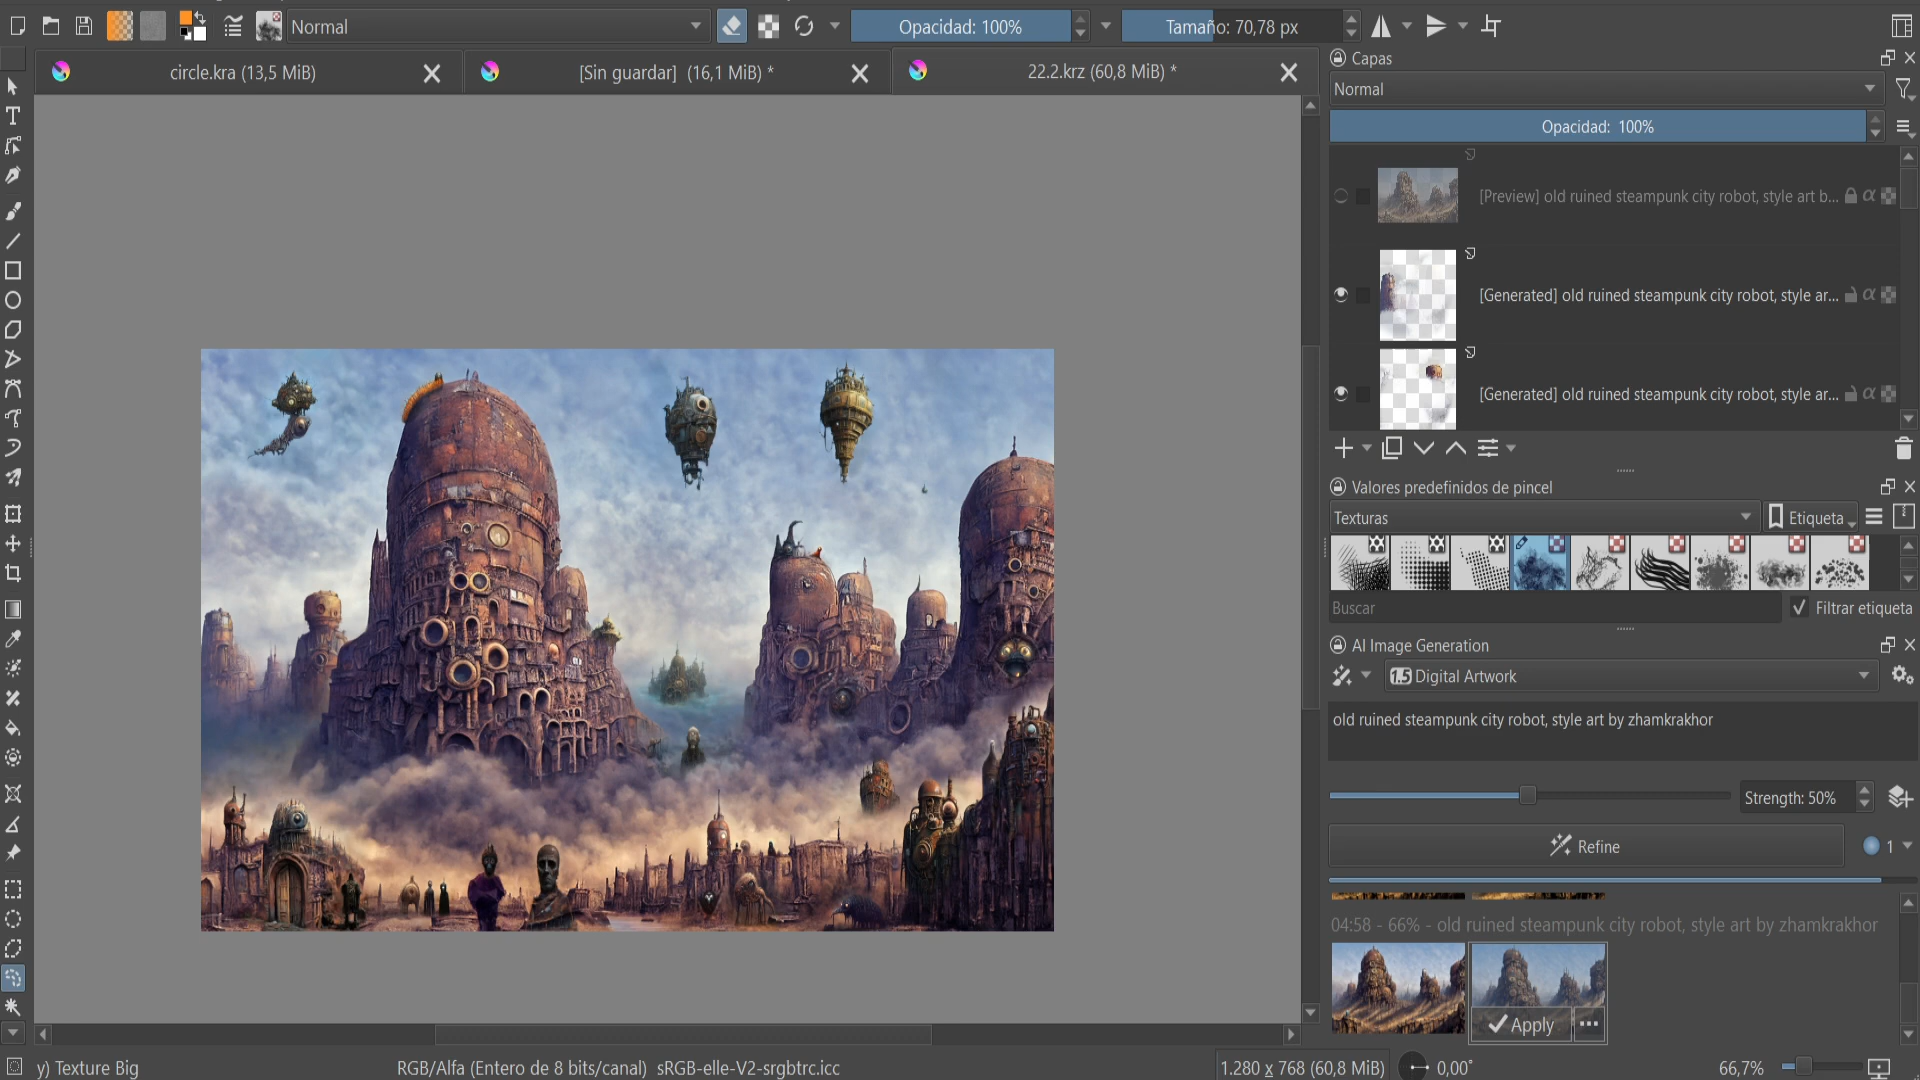 Normal
Opacidad: 100%
Tamaño: 70,78 px
circle.kra (13,5 MiB)
[Sin guardar] (16,1 MiB) *
22.2.krz (60,8 MiB) *
Capas
Normal
Opacidad: 100%
[Preview] old ruined steampunk city robot, style art b...
[Generated] old ruined steampunk city robot, style ar...
[Generated] old ruined steampunk city robot, style ar...
Valores predefinidos de pincel
Texturas
Etiqueta
Buscar
Filtrar etiqueta
AI Image Generation
1.5 Digital Artwork
old ruined steampunk city robot, style art by zhamkrakhor
Strength: 50%
Refine
1
04:58 - 66% - old ruined steampunk city robot, style art by zhamkrakhor
Apply
y) Texture Big
RGB/Alfa (Entero de 8 bits/canal) sRGB-elle-V2-srgbtrc.icc
1.280 x 768 (60,8 MiB)
0,00°
66,7%